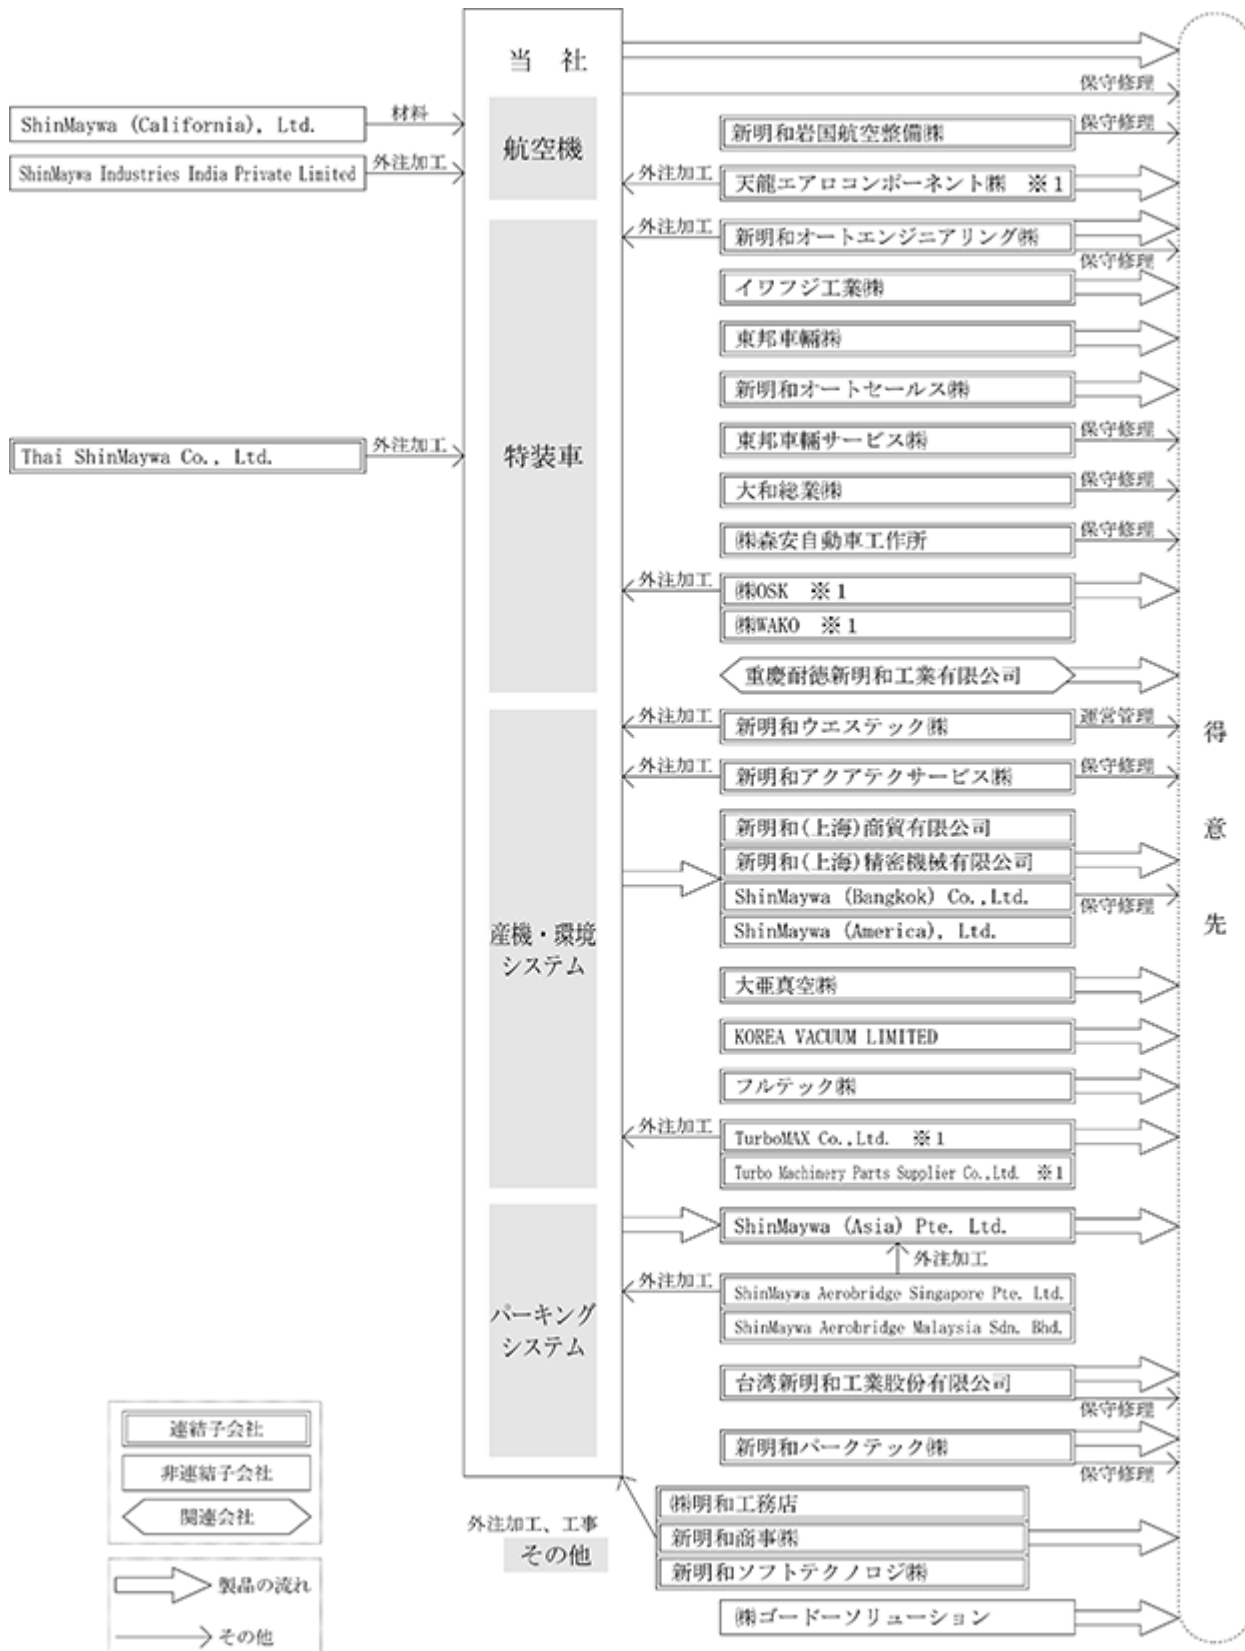 当 社
保守修理
ShinMaywa (California), Ltd.
材料
航空機
新明和岩国航空整備㈱
保守修理
ShinMaywa Industries India Private Limited
外注加工
外注加工
天龍エアロコンポーネント㈱ ※1
特装車
外注加工
新明和オートエンジニアリング㈱
保守修理
イワフジ工業㈱
東邦車輛㈱
新明和オートセールス㈱
Thai ShinMaywa Co., Ltd.
外注加工
東邦車輛サービス㈱
保守修理
大和総業㈱
保守修理
㈱森安自動車工作所
保守修理
外注加工
㈱OSK ※1
㈱WAKO ※1
重慶耐徳新明和工業有限公司
産機・環境
システム
外注加工
新明和ウエステック㈱
運営管理
外注加工
新明和アクアテクサービス㈱
保守修理
新明和(上海)商貿有限公司
新明和(上海)精密機械有限公司
ShinMaywa (Bangkok) Co.,Ltd.
保守修理
ShinMaywa (America), Ltd.
大亜真空㈱
KOREA VACUUM LIMITED
フルテック㈱
外注加工
TurboMAX Co.,Ltd. ※1
Turbo Machinery Parts Supplier Co.,Ltd. ※1
パーキング
システム
ShinMaywa (Asia) Pte. Ltd.
外注加工
外注加工
ShinMaywa Aerobridge Singapore Pte. Ltd.
ShinMaywa Aerobridge Malaysia Sdn. Bhd.
台湾新明和工業股份有限公司
保守修理
新明和パークテック㈱
保守修理
外注加工、工事
その他
㈱明和工務店
新明和商事㈱
新明和ソフトテクノロジ㈱
㈱ゴードーソリューション
得意先
連結子会社
非連結子会社
関連会社
製品の流れ
その他